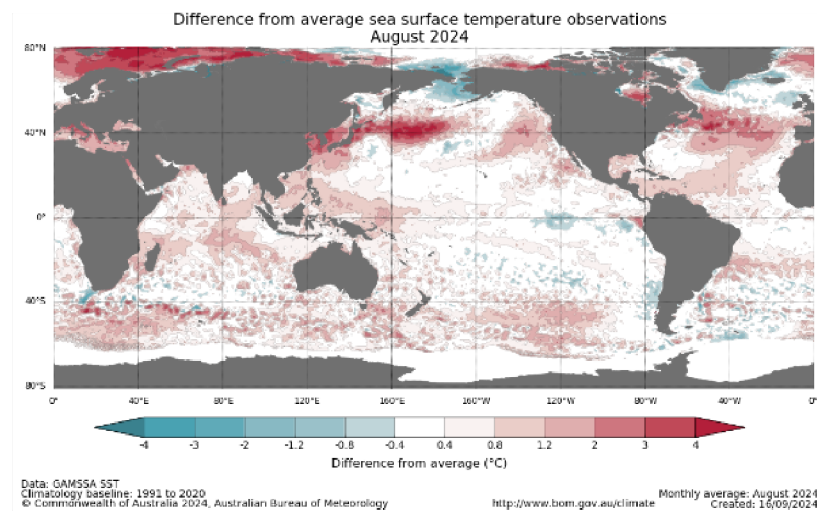 Difference from average sea surface temperature observations
August 2024
80°N
40°N
0°
40°S
80°S
0° 40°E 80°E 120°E 160°E 160°W 120°W 80°W 40°W 0°
-4 -3 -2 -1.2 -0.8 -0.4 0.4 0.8 1.2 2 3 4
Difference from average (°C)
Data: GAMSSA SST
Climatology baseline: 1991 to 2020
Monthly average: August 2024
© Commonwealth of Australia 2024, Australian Bureau of Meteorology http://www.bom.gov.au/climate Created: 16/09/2024